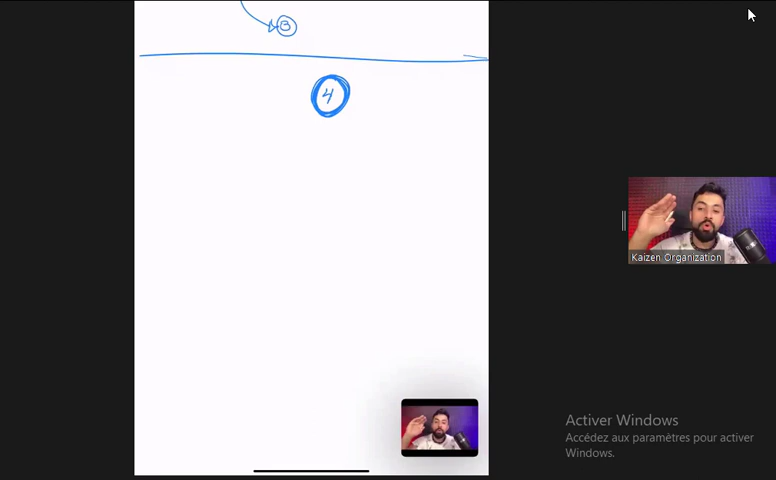 3
4
Kaizen Organization
Activer Windows
Accédez aux paramètres pour activer
Windows.